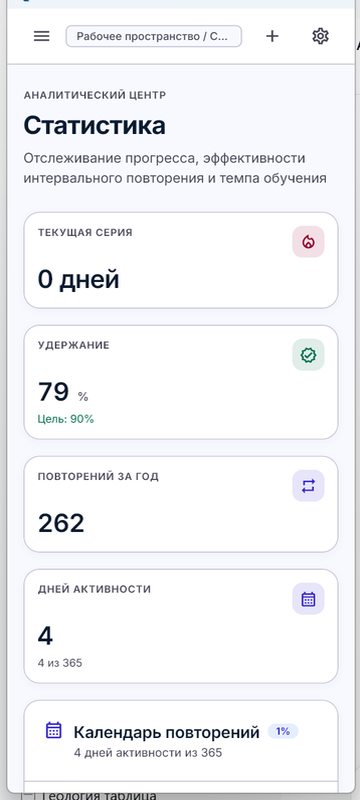 Рабочее пространство / С...
АНАЛИТИЧЕСКИЙ ЦЕНТР
Статистика
Отслеживание прогресса, эффективности
интервального повторения и темпа обучения
ТЕКУЩАЯ СЕРИЯ
0 дней
УДЕРЖАНИЕ
79 %
Цель: 90%
ПОВТОРЕНИЙ ЗА ГОД
262
ДНЕЙ АКТИВНОСТИ
4
4 из 365
Календарь повторений 1%
4 дней активности из 365
Геология таблица